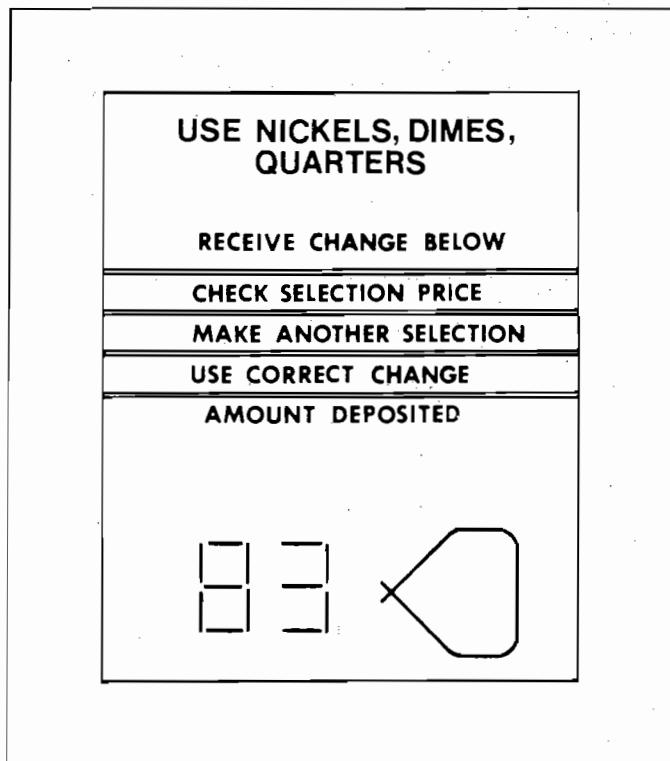 USE NICKELS, DIMES,
QUARTERS
RECEIVE CHANGE BELOW
CHECK SELECTION PRICE
MAKE ANOTHER SELECTION
USE CORRECT CHANGE
AMOUNT DEPOSITED
83